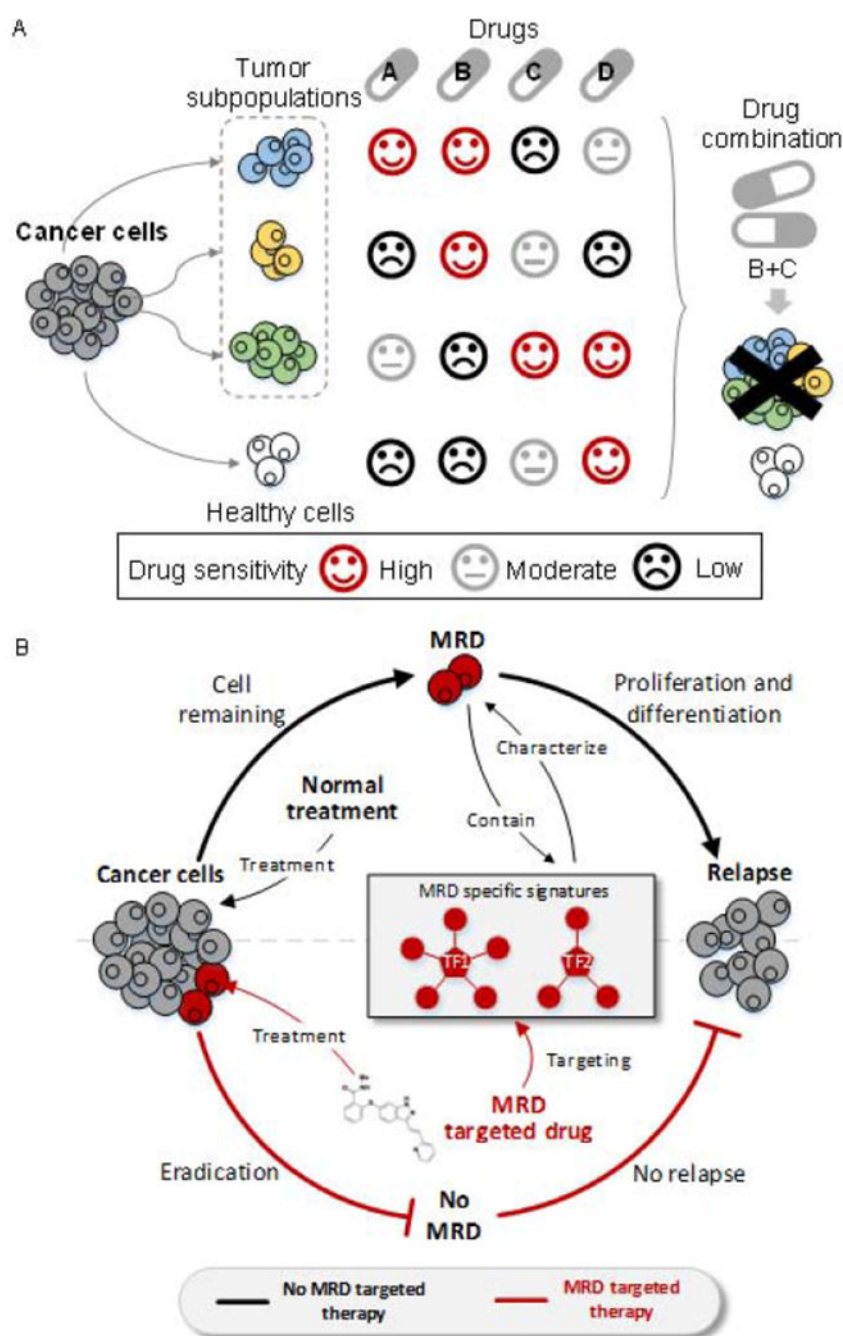 A
Drugs
Tumor
subpopulations
A B C D
Drug
combination
Cancer cells
B+C
Healthy cells
Drug sensitivity High Moderate Low
B
MRD
Cell
remaining
Proliferation and
differentiation
Characterize
Normal
treatment
Contain
Treatment
Cancer cells
MRD specific signatures
Relapse
TF1 TF2
Treatment
Targeting
MRD
targeted drug
Eradication
No relapse
No
MRD
No MRD targeted
therapy
MRD targeted
therapy